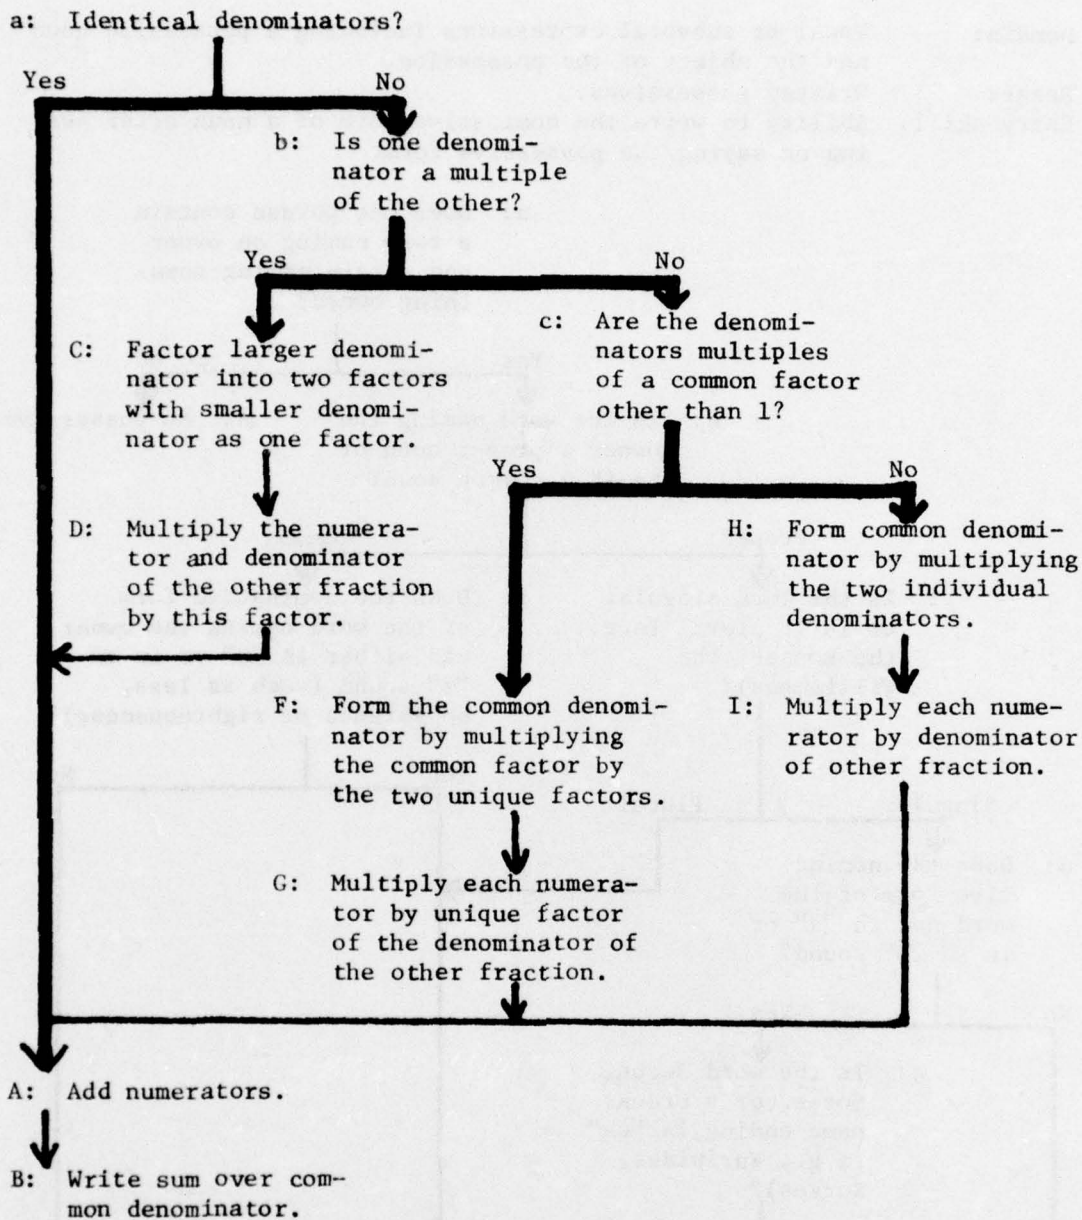 a: Identical denominators?
Yes
No
b: Is one denomi-
nator a multiple
of the other?
Yes
No
C: Factor larger denomi-
nator into two factors
with smaller denomi-
nator as one factor.
D: Multiply the numera-
tor and denominator
of the other fraction
by this factor.
c: Are the denomi-
nators multiples
of a common factor
other than 1?
Yes
No
F: Form the common denomi-
nator by multiplying
the common factor by
the two unique factors.
G: Multiply each numera-
tor by unique factor
of the denominator of
the other fraction.
H: Form common denomi-
nator by multiplying
the two individual
denominators.
I: Multiply each nume-
rator by denominator
of other fraction.
A: Add numerators.
B: Write sum over com-
mon denominator.